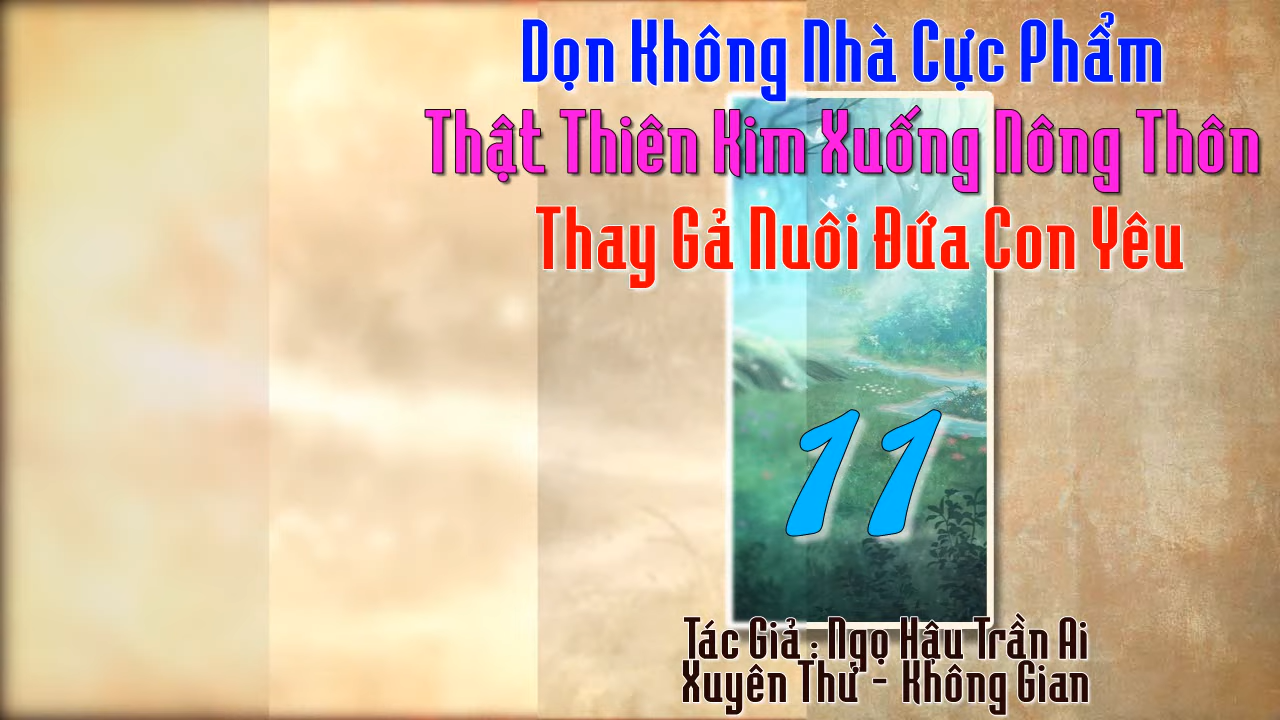 Dọn Không Nhà Cực Phẩm
Thật Thiên Kim Xuống Nông Thôn
Thay Gả Nuôi Đứa Con Yêu
11
Tác Giả : Ngọ Hậu Trần Ai
Xuyên Thư - Không Gian